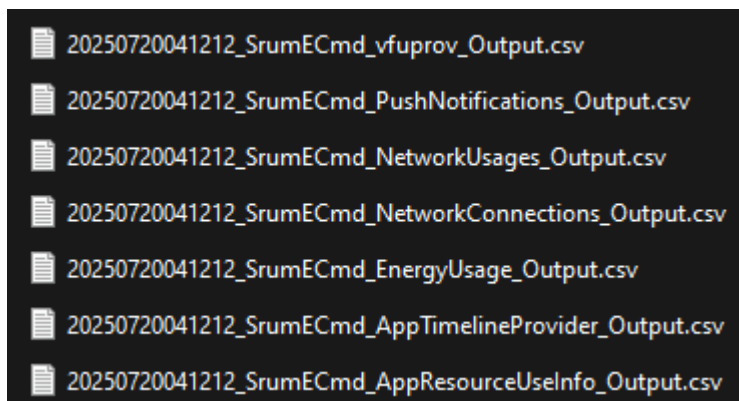 20250720041212_SrumECmd_vfuprov_Output.csv
20250720041212_SrumECmd_PushNotifications_Output.csv
20250720041212_SrumECmd_NetworkUsages_Output.csv
20250720041212_SrumECmd_NetworkConnections_Output.csv
20250720041212_SrumECmd_EnergyUsage_Output.csv
20250720041212_SrumECmd_AppTimelineProvider_Output.csv
20250720041212_SrumECmd_AppResourceUseInfo_Output.csv